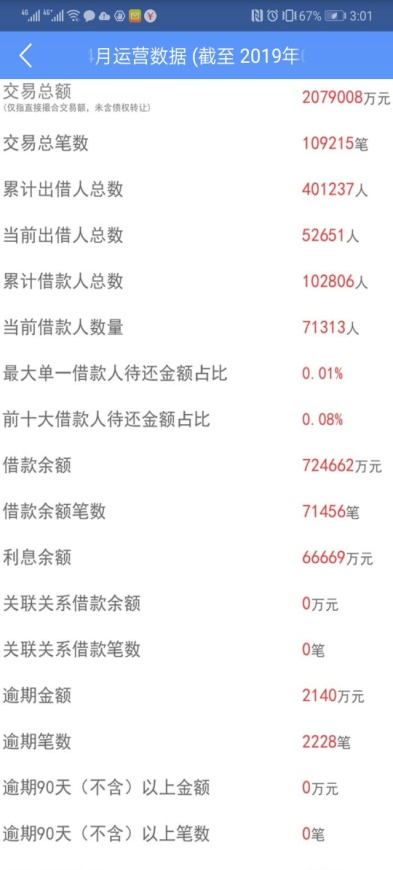 67% 3:01
月运营数据 (截至 2019年
交易总额
2079008万元
(仅指直接撮合交易额，未含债权转让)
交易总笔数 109215笔
累计出借人总数 401237人
当前出借人总数 52651人
累计借款人总数 102806人
当前借款人数量 71313人
最大单一借款人待还金额占比 0.01%
前十大借款人待还金额占比 0.08%
借款余额 724662万元
借款余额笔数 71456笔
利息余额 66669万元
关联关系借款余额 0万元
关联关系借款笔数 0笔
逾期金额 2140万元
逾期笔数 2228笔
逾期90天（不含）以上金额 0万元
逾期90天（不含）以上笔数 0笔